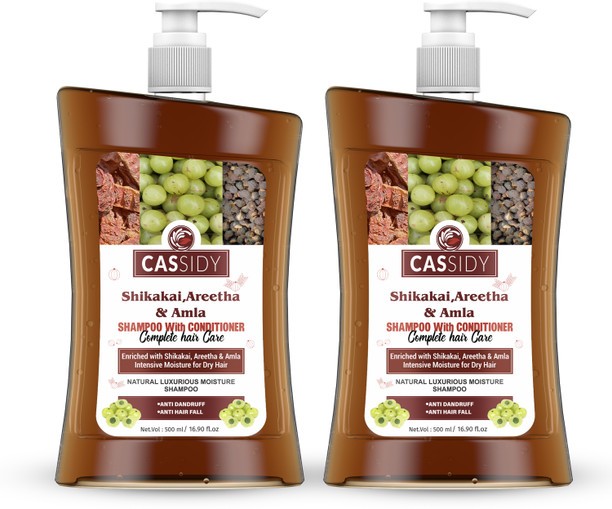 CASSIDY
Shikakai,Areetha
& Amla
SHAMPOO With CONDITIONER
Complete hair Care
Enriched with Shikakai, Areetha & Amla
Intensive Moisture for Dry Hair
NATURAL LUXURIOUS MOISTURE
SHAMPOO
•ANTI DANDRUFF
•ANTI HAIR FALL
Net.Vol : 500 ml / 16.90 fl.oz
CASSIDY
Shikakai,Areetha
& Amla
SHAMPOO With CONDITIONER
Complete hair Care
Enriched with Shikakai, Areetha & Amla
Intensive Moisture for Dry Hair
NATURAL LUXURIOUS MOISTURE
SHAMPOO
•ANTI DANDRUFF
•ANTI HAIR FALL
Net.Vol : 500 ml / 16.90 fl.oz